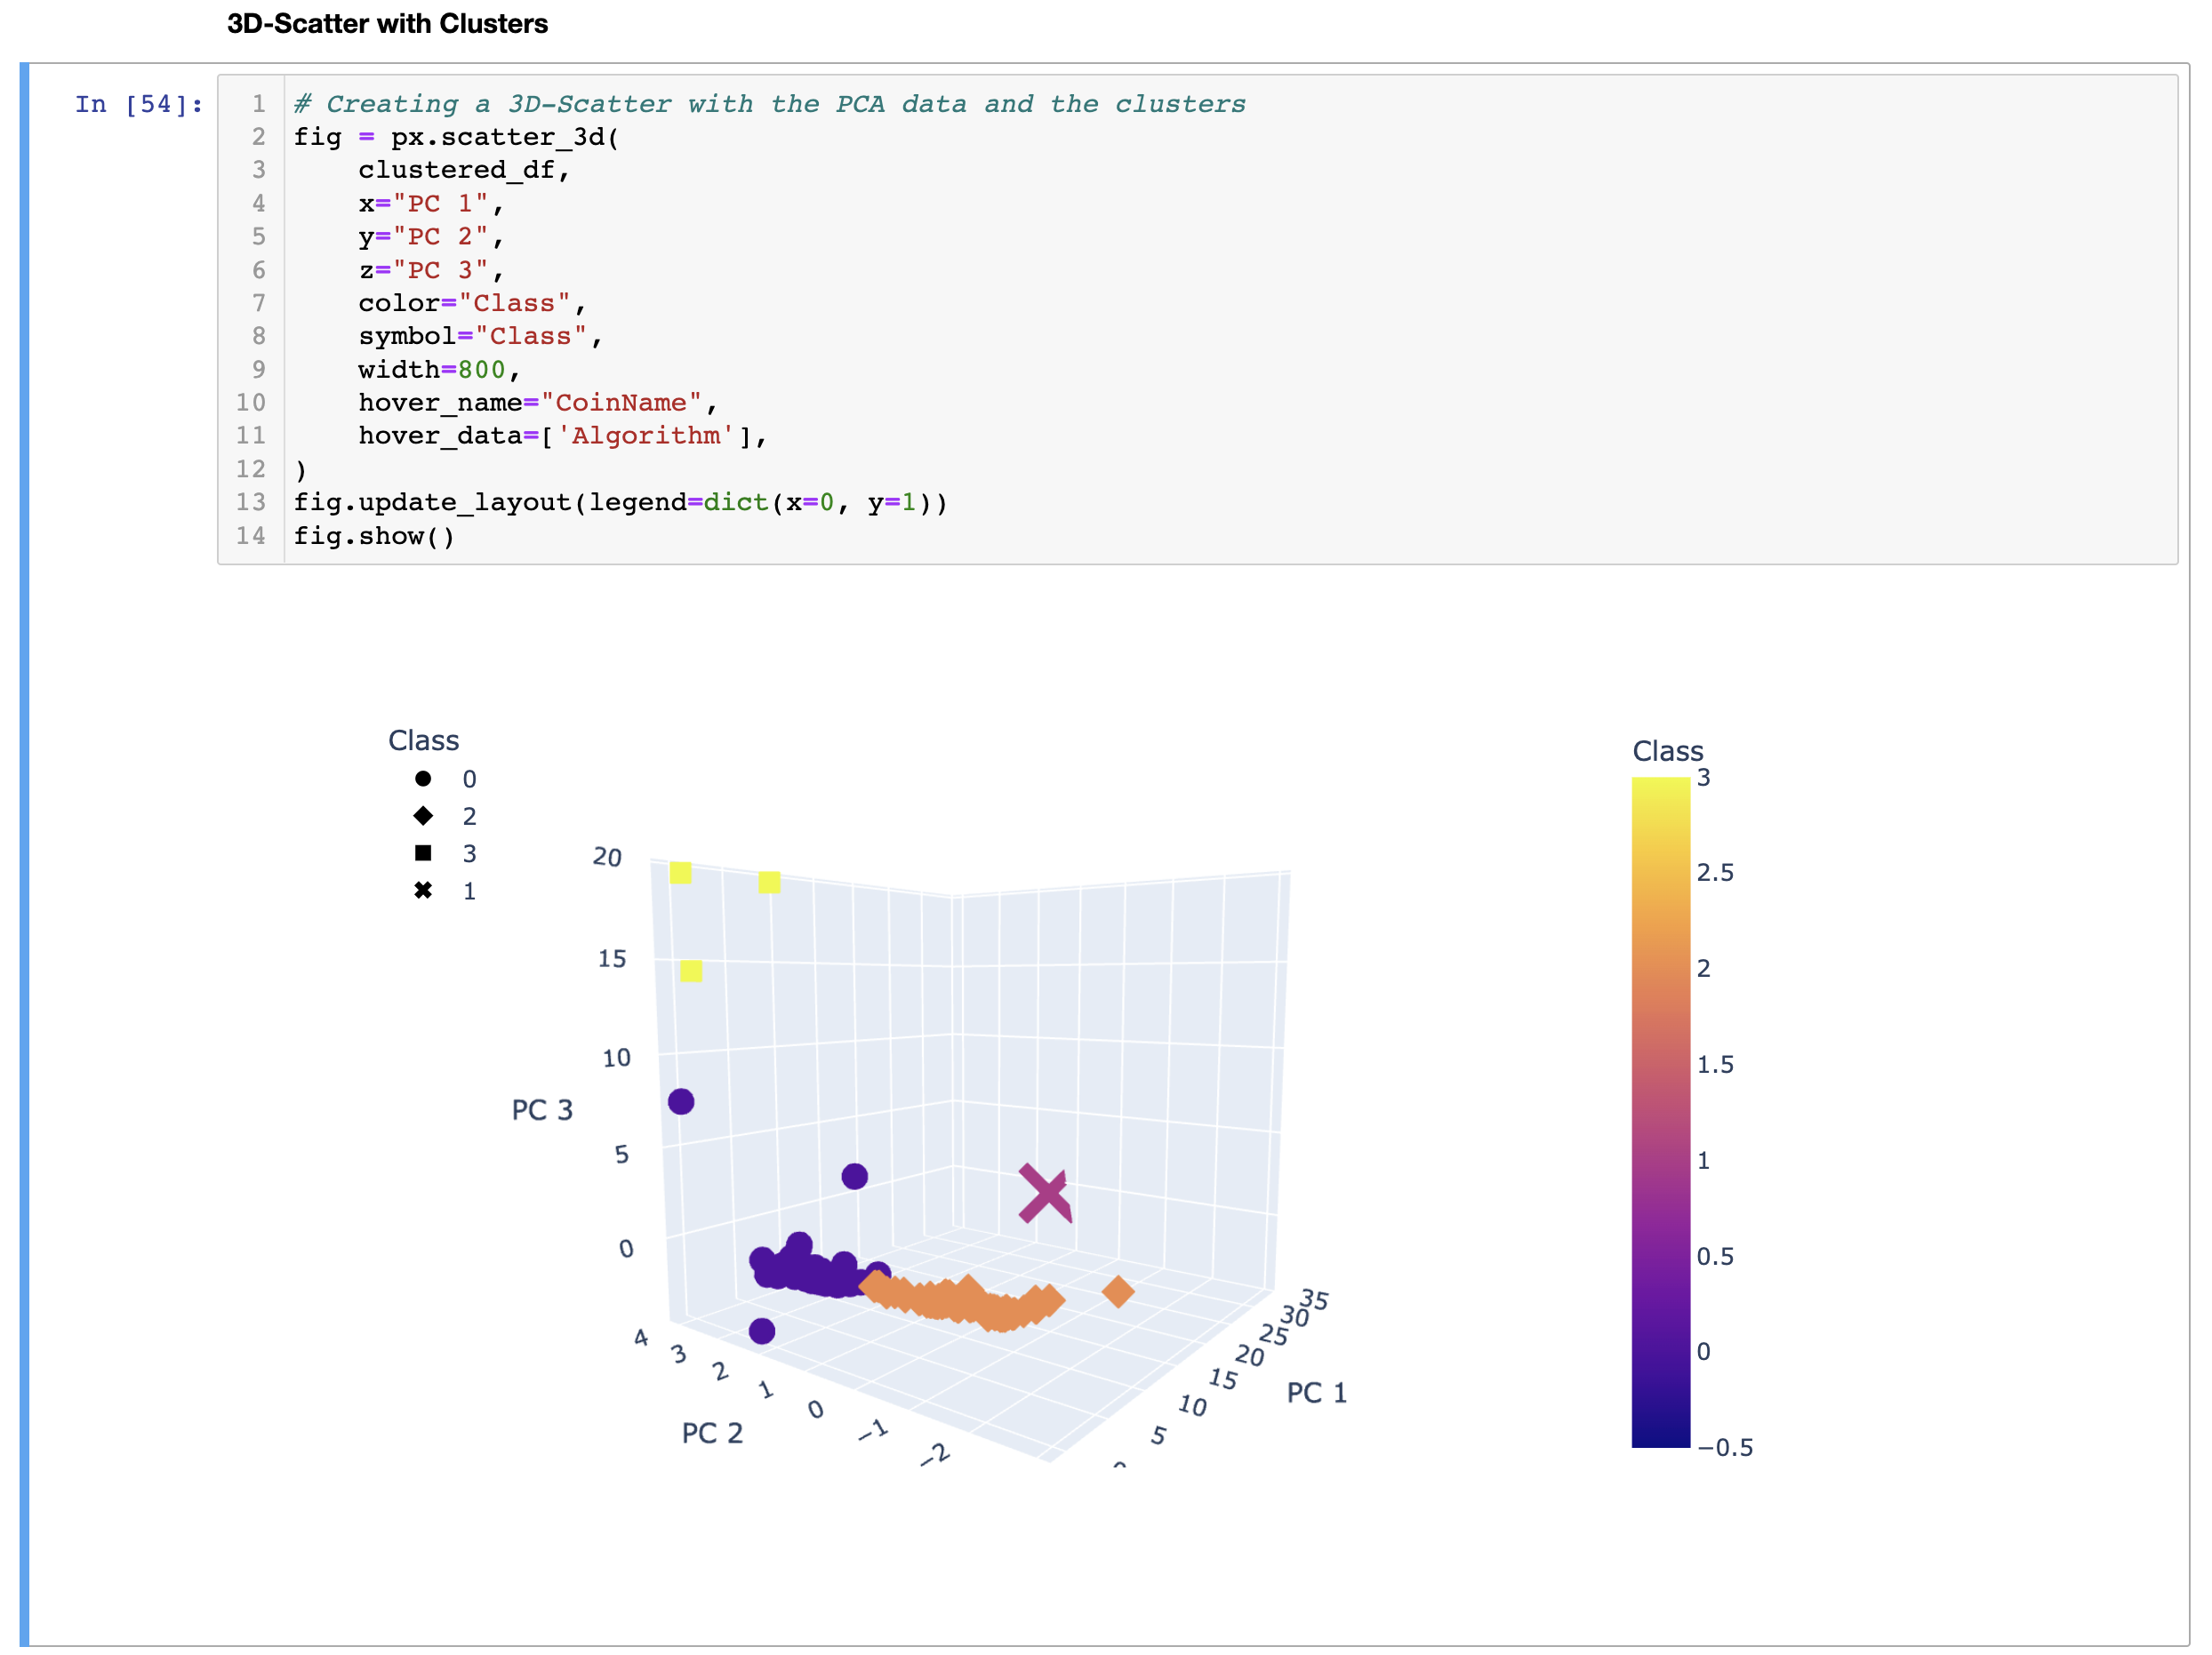 3D-Scatter with Clusters
In [54]:
1 # Creating a 3D-Scatter with the PCA data and the clusters
2 fig = px.scatter_3d(
3     clustered_df,
4     x="PC 1",
5     y="PC 2",
6     z="PC 3",
7     color="Class",
8     symbol="Class",
9     width=800,
10     hover_name="CoinName",
11     hover_data=['Algorithm'],
12 )
13 fig.update_layout(legend=dict(x=0, y=1))
14 fig.show()
Class
0
2
3
1
20
15
10
5
0
PC 3
4
3
2
1
0
−1
−2
PC 2
35
30
25
20
15
10
5
PC 1
Class
3
2.5
2
1.5
1
0.5
0
−0.5